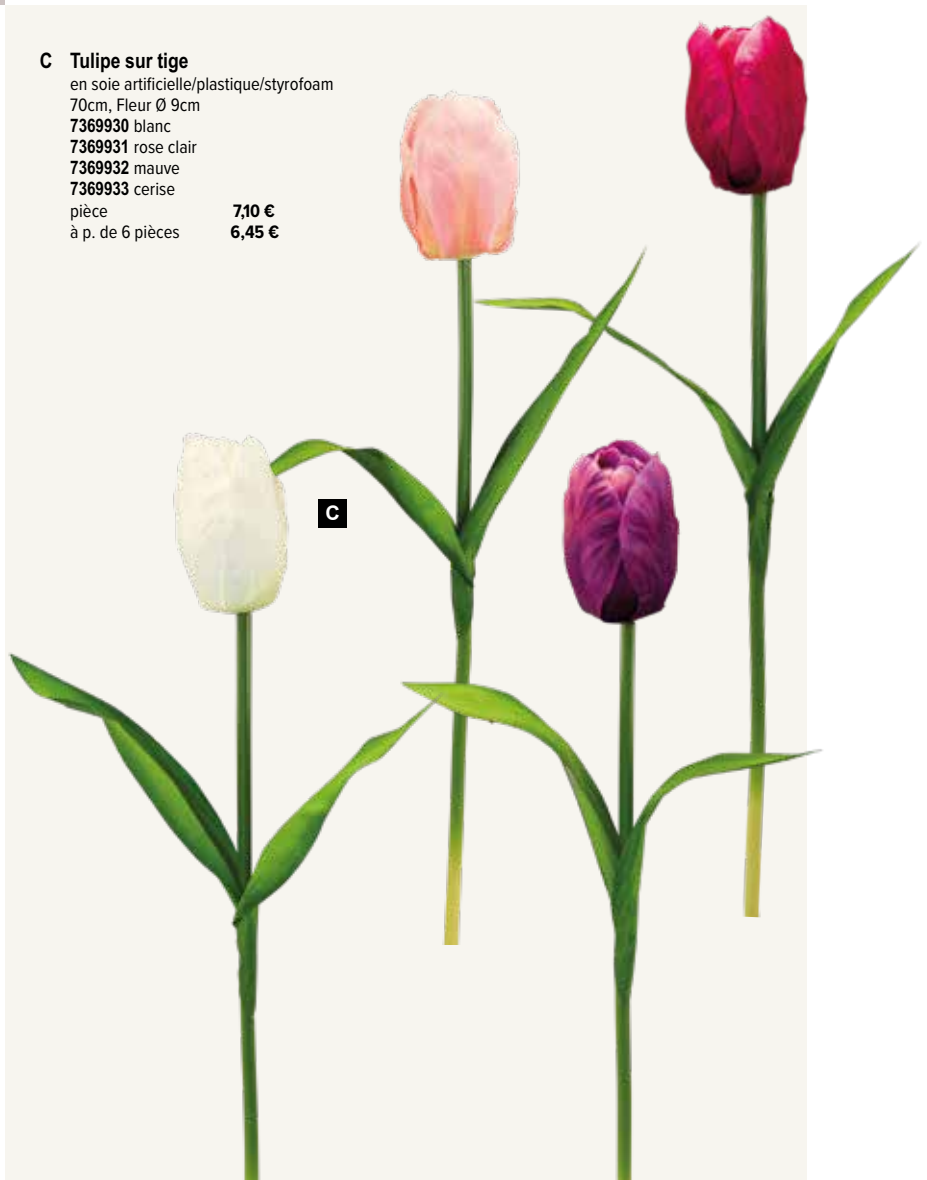 C Tulipe sur tige
en soie artificielle/plastique/styrofoam
70cm, Fleur Ø 9cm
7369930 blanc
7369931 rose clair
7369932 mauve
7369933 cerise
pièce 7,10 €
à p. de 6 pièces 6,45 €
C